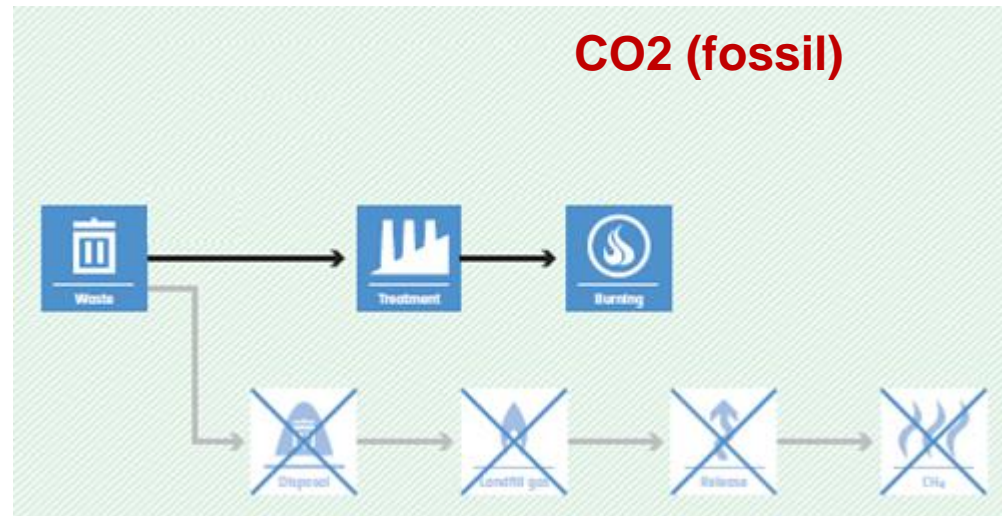 CO2 (fossil)
Waste
Treatment
Burning
Disposal
Landfill gas
Release
CH₄